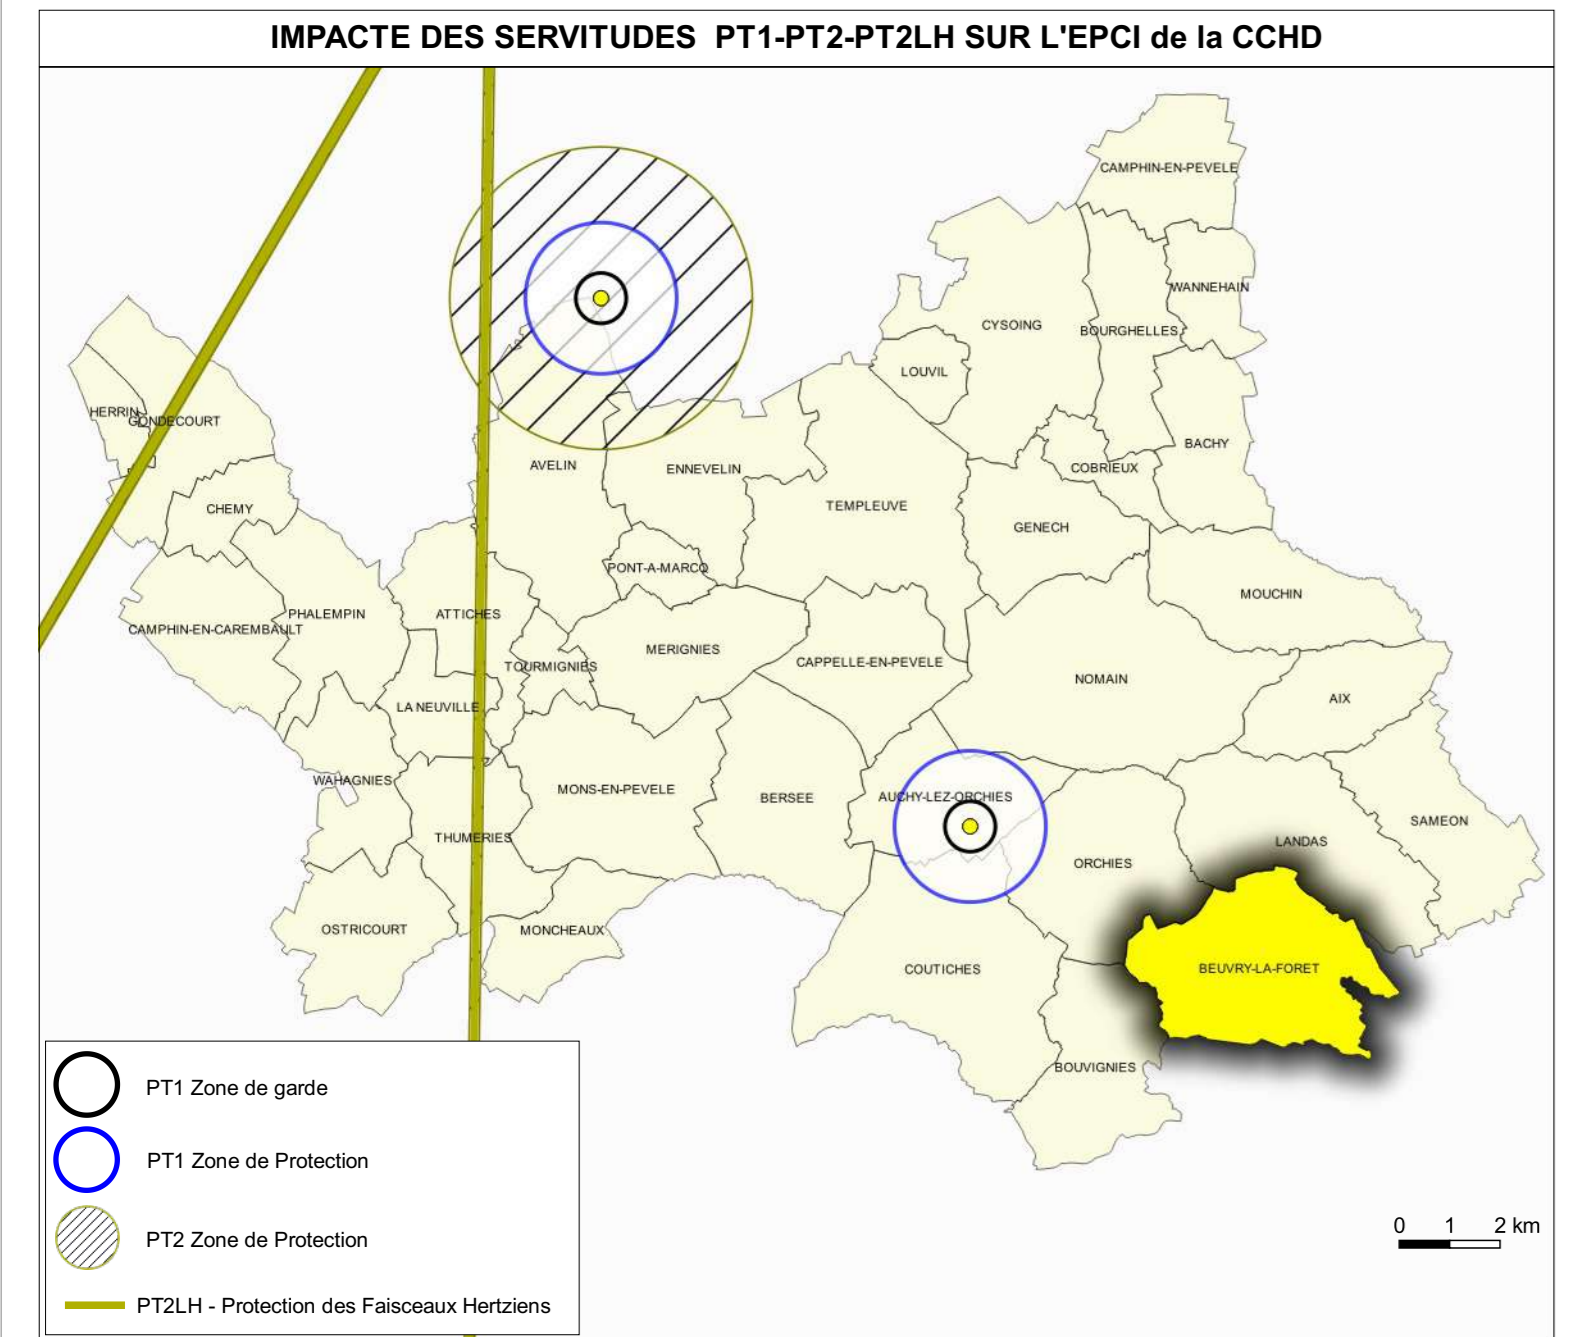 IMPACTE DES SERVITUDES  PT1-PT2-PT2LH SUR L'EPCI de la CCHD
CAMPHIN-EN-PEVELE
WANNEHAIN
CYSOING
BOURGHELLES
LOUVIL
HERRIN
GONDECOURT
BACHY
AVELIN
ENNEVELIN
COBRIEUX
CHEMY
TEMPLEUVE
GENECH
PONT-A-MARCQ
MOUCHIN
PHALEMPIN
ATTICHES
CAMPHIN-EN-CAREMBAULT
MERIGNIES
CAPPELLE-EN-PEVELE
TOURMIGNIES
NOMAIN
AIX
LA NEUVILLE
WAHAGNIES
MONS-EN-PEVELE
BERSEE
AUCHY-LEZ-ORCHIES
SAMEON
THUMERIES
LANDAS
ORCHIES
OSTRICOURT
MONCHEAUX
COUTICHES
BEUVRY-LA-FORET
BOUVIGNIES
PT1 Zone de garde
PT1 Zone de Protection
PT2 Zone de Protection
PT2LH - Protection des Faisceaux Hertziens
0 1 2 km